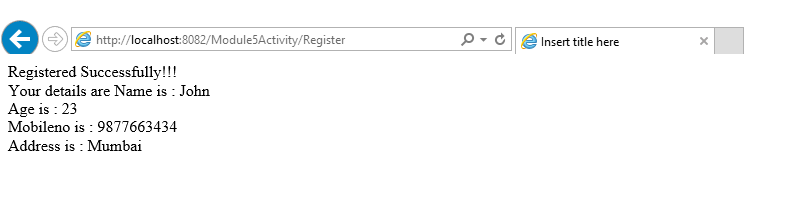 http://localhost:8082/Module5Activity/Register
Insert title here
Registered Successfully!!!
Your details are Name is : John
Age is : 23
Mobileno is : 9877663434
Address is : Mumbai